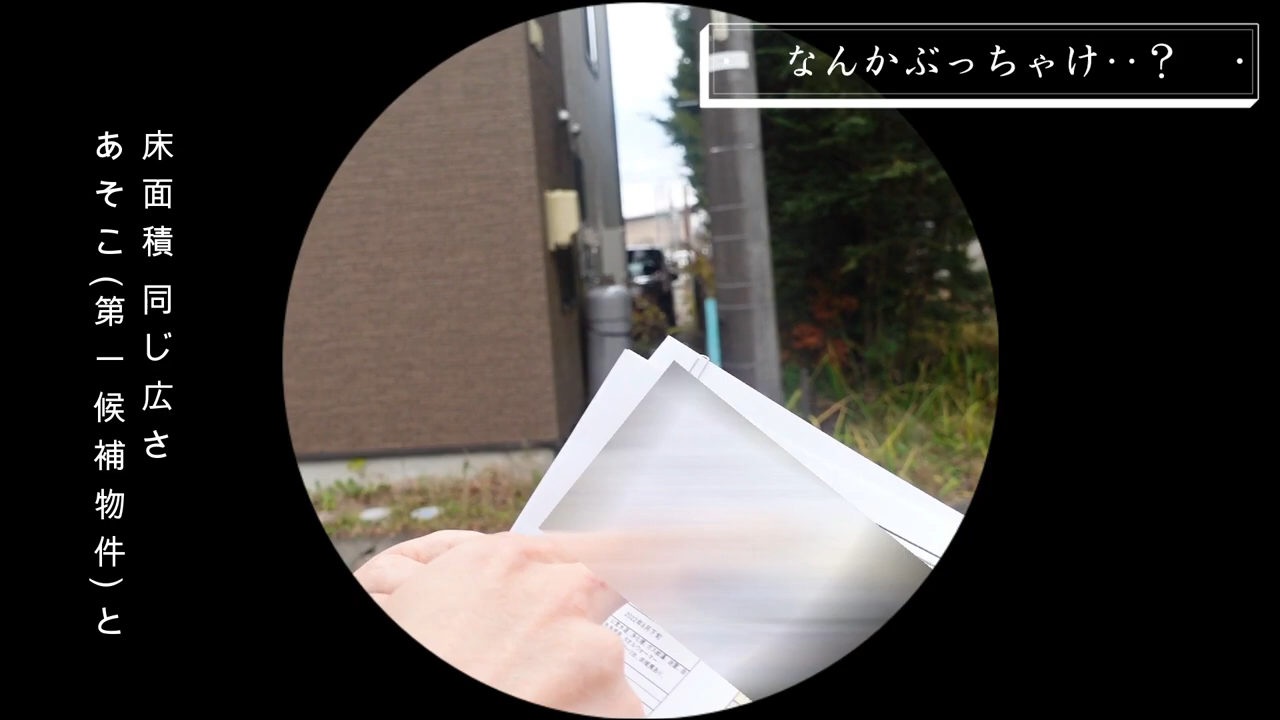 なんかぶっちゃけ‥？
床面積 同じ広さ
あそこ(第一候補物件)と